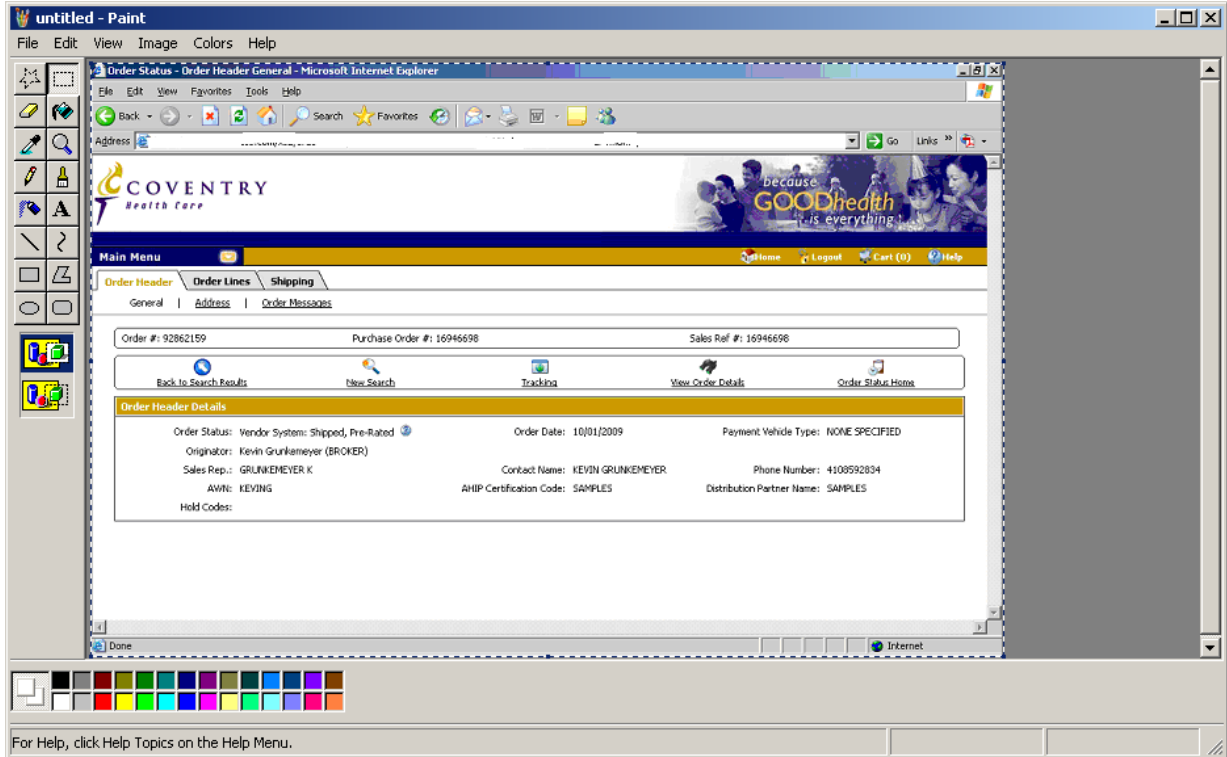 untitled - Paint
File Edit View Image Colors Help
Order Status - Order Header General - Microsoft Internet Explorer
File Edit View Favorites Tools Help
Back Search Favorites
Address Go Links »
COVENTRY
Health Care
because
GOODhealth
is everything
Main Menu Home Logout Cart (0) Help
Order Header Order Lines Shipping
General | Address | Order Messages
Order #: 92862159 Purchase Order #: 16946698 Sales Ref #: 16946698
Back to Search Results New Search Tracking View Order Details Order Status Home
Order Header Details
Order Status: Vendor System: Shipped, Pre-Rated Order Date: 10/01/2009 Payment Vehicle Type: NONE SPECIFIED
Originator: Kevin Grunkemeyer (BROKER)
Sales Rep.: GRUNKEMEYER K Contact Name: KEVIN GRUNKEMEYER Phone Number: 4108592834
AWN: KEVING AHIP Certification Code: SAMPLES Distribution Partner Name: SAMPLES
Hold Codes:
Done Internet
For Help, click Help Topics on the Help Menu.